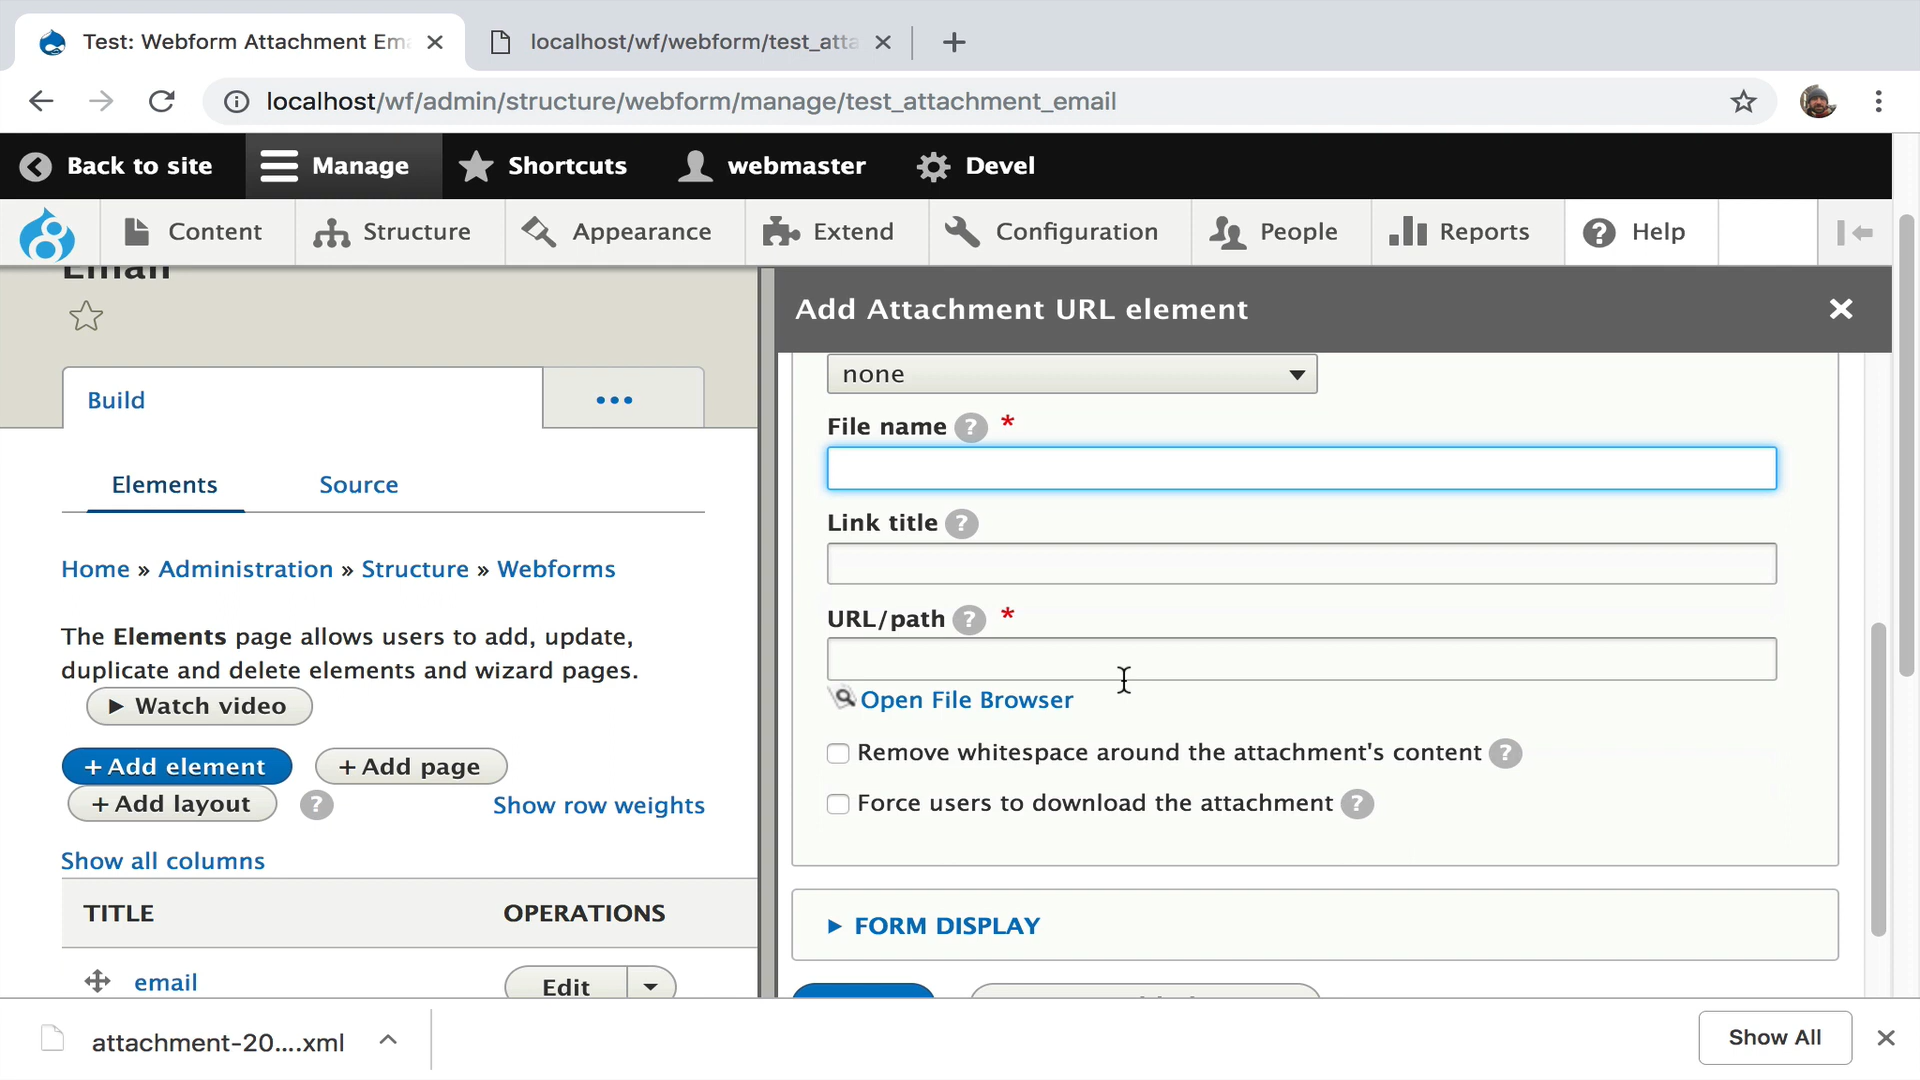 Test: Webform Attachment Ema
localhost/wf/webform/test_atta
localhost/wf/admin/structure/webform/manage/test_attachment_email
Back to site
Manage
Shortcuts
webmaster
Devel
Content
Structure
Appearance
Extend
Configuration
People
Reports
Help
Email
Build
Elements
Source
Home » Administration » Structure » Webforms
The Elements page allows users to add, update,
duplicate and delete elements and wizard pages.
Watch video
+ Add element
+ Add page
+ Add layout
?
Show row weights
Show all columns
TITLE
OPERATIONS
email
Edit
Add Attachment URL element
none
File name ? *
Link title ?
URL/path ? *
Open File Browser
Remove whitespace around the attachment's content ?
Force users to download the attachment ?
FORM DISPLAY
attachment-20....xml
Show All